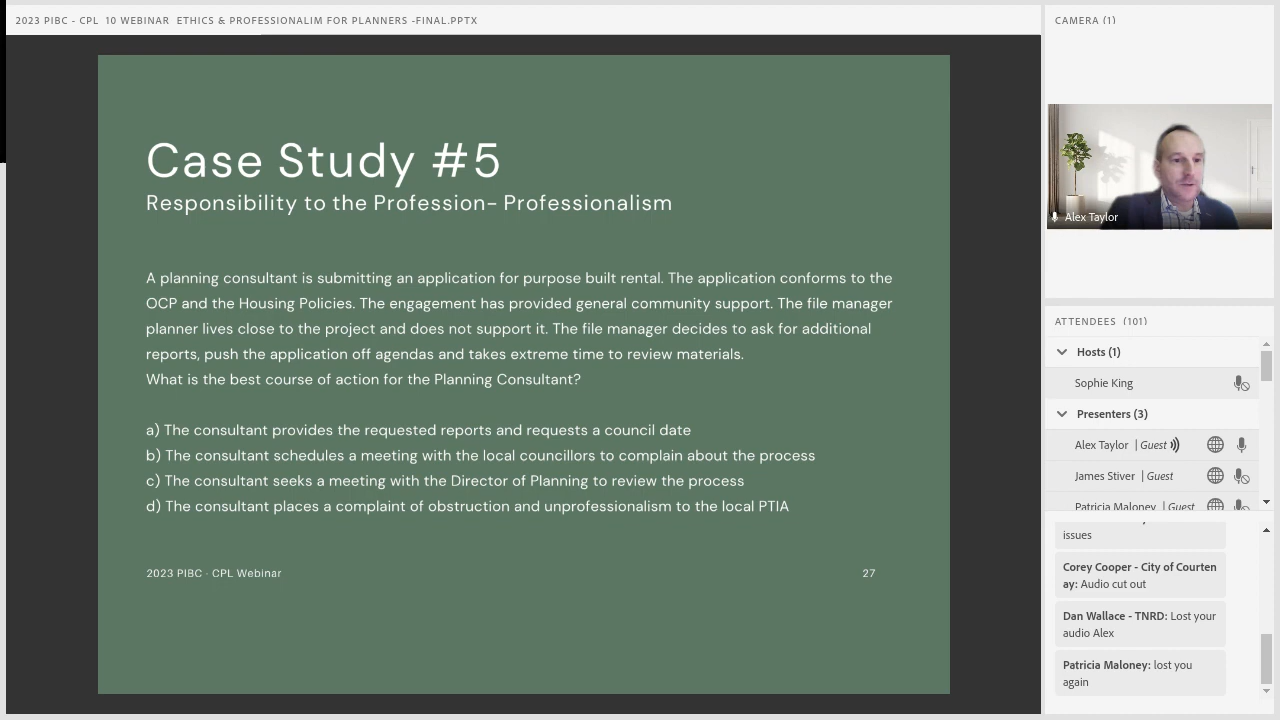 2023 PIBC - CPL 10 WEBINAR ETHICS & PROFESSIONALIM FOR PLANNERS -FINAL.PPTX
Case Study #5
Responsibility to the Profession– Professionalism
A planning consultant is submitting an application for purpose built rental. The application conforms to the
OCP and the Housing Policies. The engagement has provided general community support. The file manager
planner lives close to the project and does not support it. The file manager decides to ask for additional
reports, push the application off agendas and takes extreme time to review materials.
What is the best course of action for the Planning Consultant?
a) The consultant provides the requested reports and requests a council date
b) The consultant schedules a meeting with the local councillors to complain about the process
c) The consultant seeks a meeting with the Director of Planning to review the process
d) The consultant places a complaint of obstruction and unprofessionalism to the local PTIA
2023 PIBC · CPL Webinar
27
CAMERA (1)
Alex Taylor
ATTENDEES (101)
Hosts (1)
Sophie King
Presenters (3)
Alex Taylor | Guest
James Stiver | Guest
Patricia Maloney | Guest
issues
Corey Cooper - City of Courten
ay: Audio cut out
Dan Wallace - TNRD: Lost your
audio Alex
Patricia Maloney: lost you
again